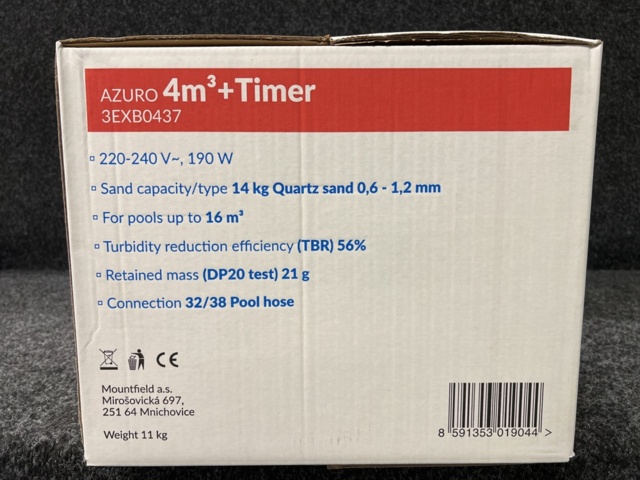 AZURO 4m³+Timer
3EXB0437
▫ 220-240 V~, 190 W
▫ Sand capacity/type 14 kg Quartz sand 0,6 - 1,2 mm
▫ For pools up to 16 m³
▫ Turbidity reduction efficiency (TBR) 56%
▫ Retained mass (DP20 test) 21 g
▫ Connection 32/38 Pool hose
CE
Mountfield a.s.
Mirošovická 697,
251 64 Mnichovice
Weight 11 kg
8 591353 019044 >